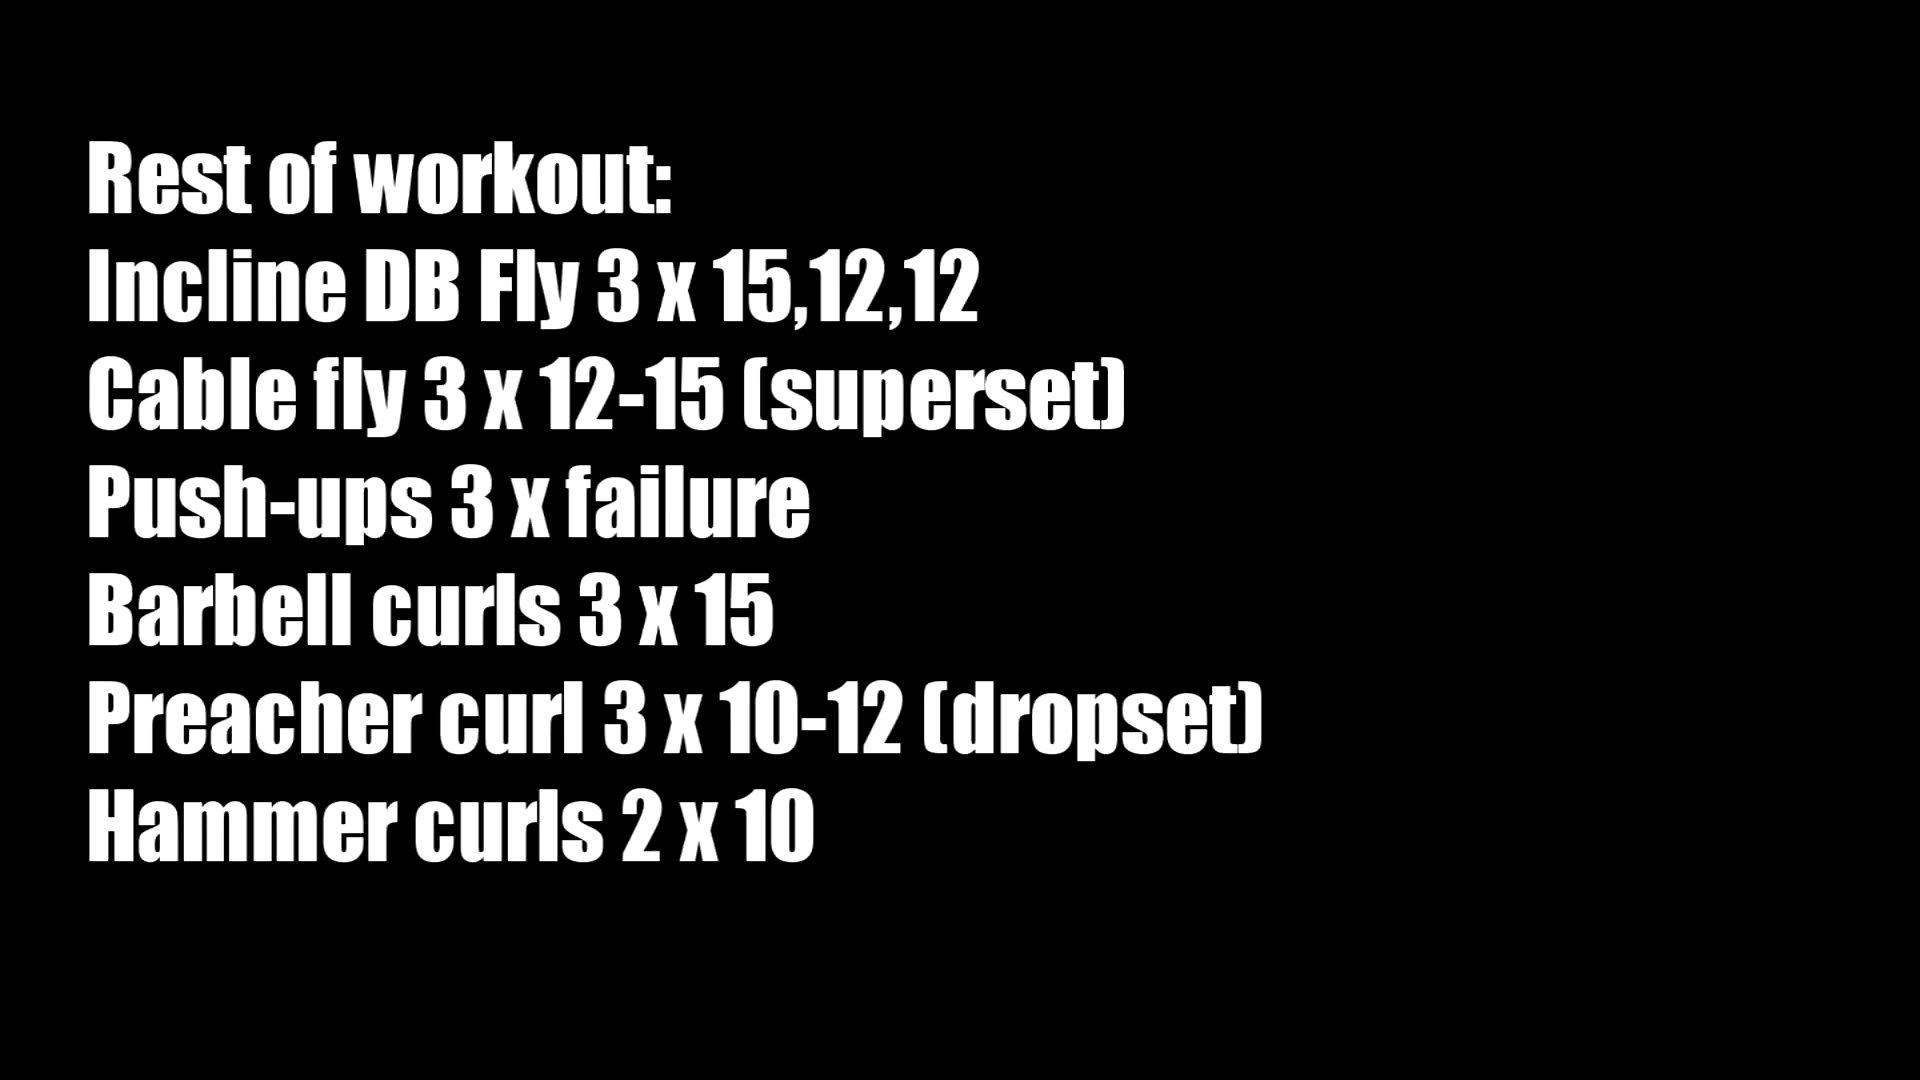 Rest of workout:
Incline DB Fly 3 x 15,12,12
Cable fly 3 x 12-15 (superset)
Push-ups 3 x failure
Barbell curls 3 x 15
Preacher curl 3 x 10-12 (dropset)
Hammer curls 2 x 10